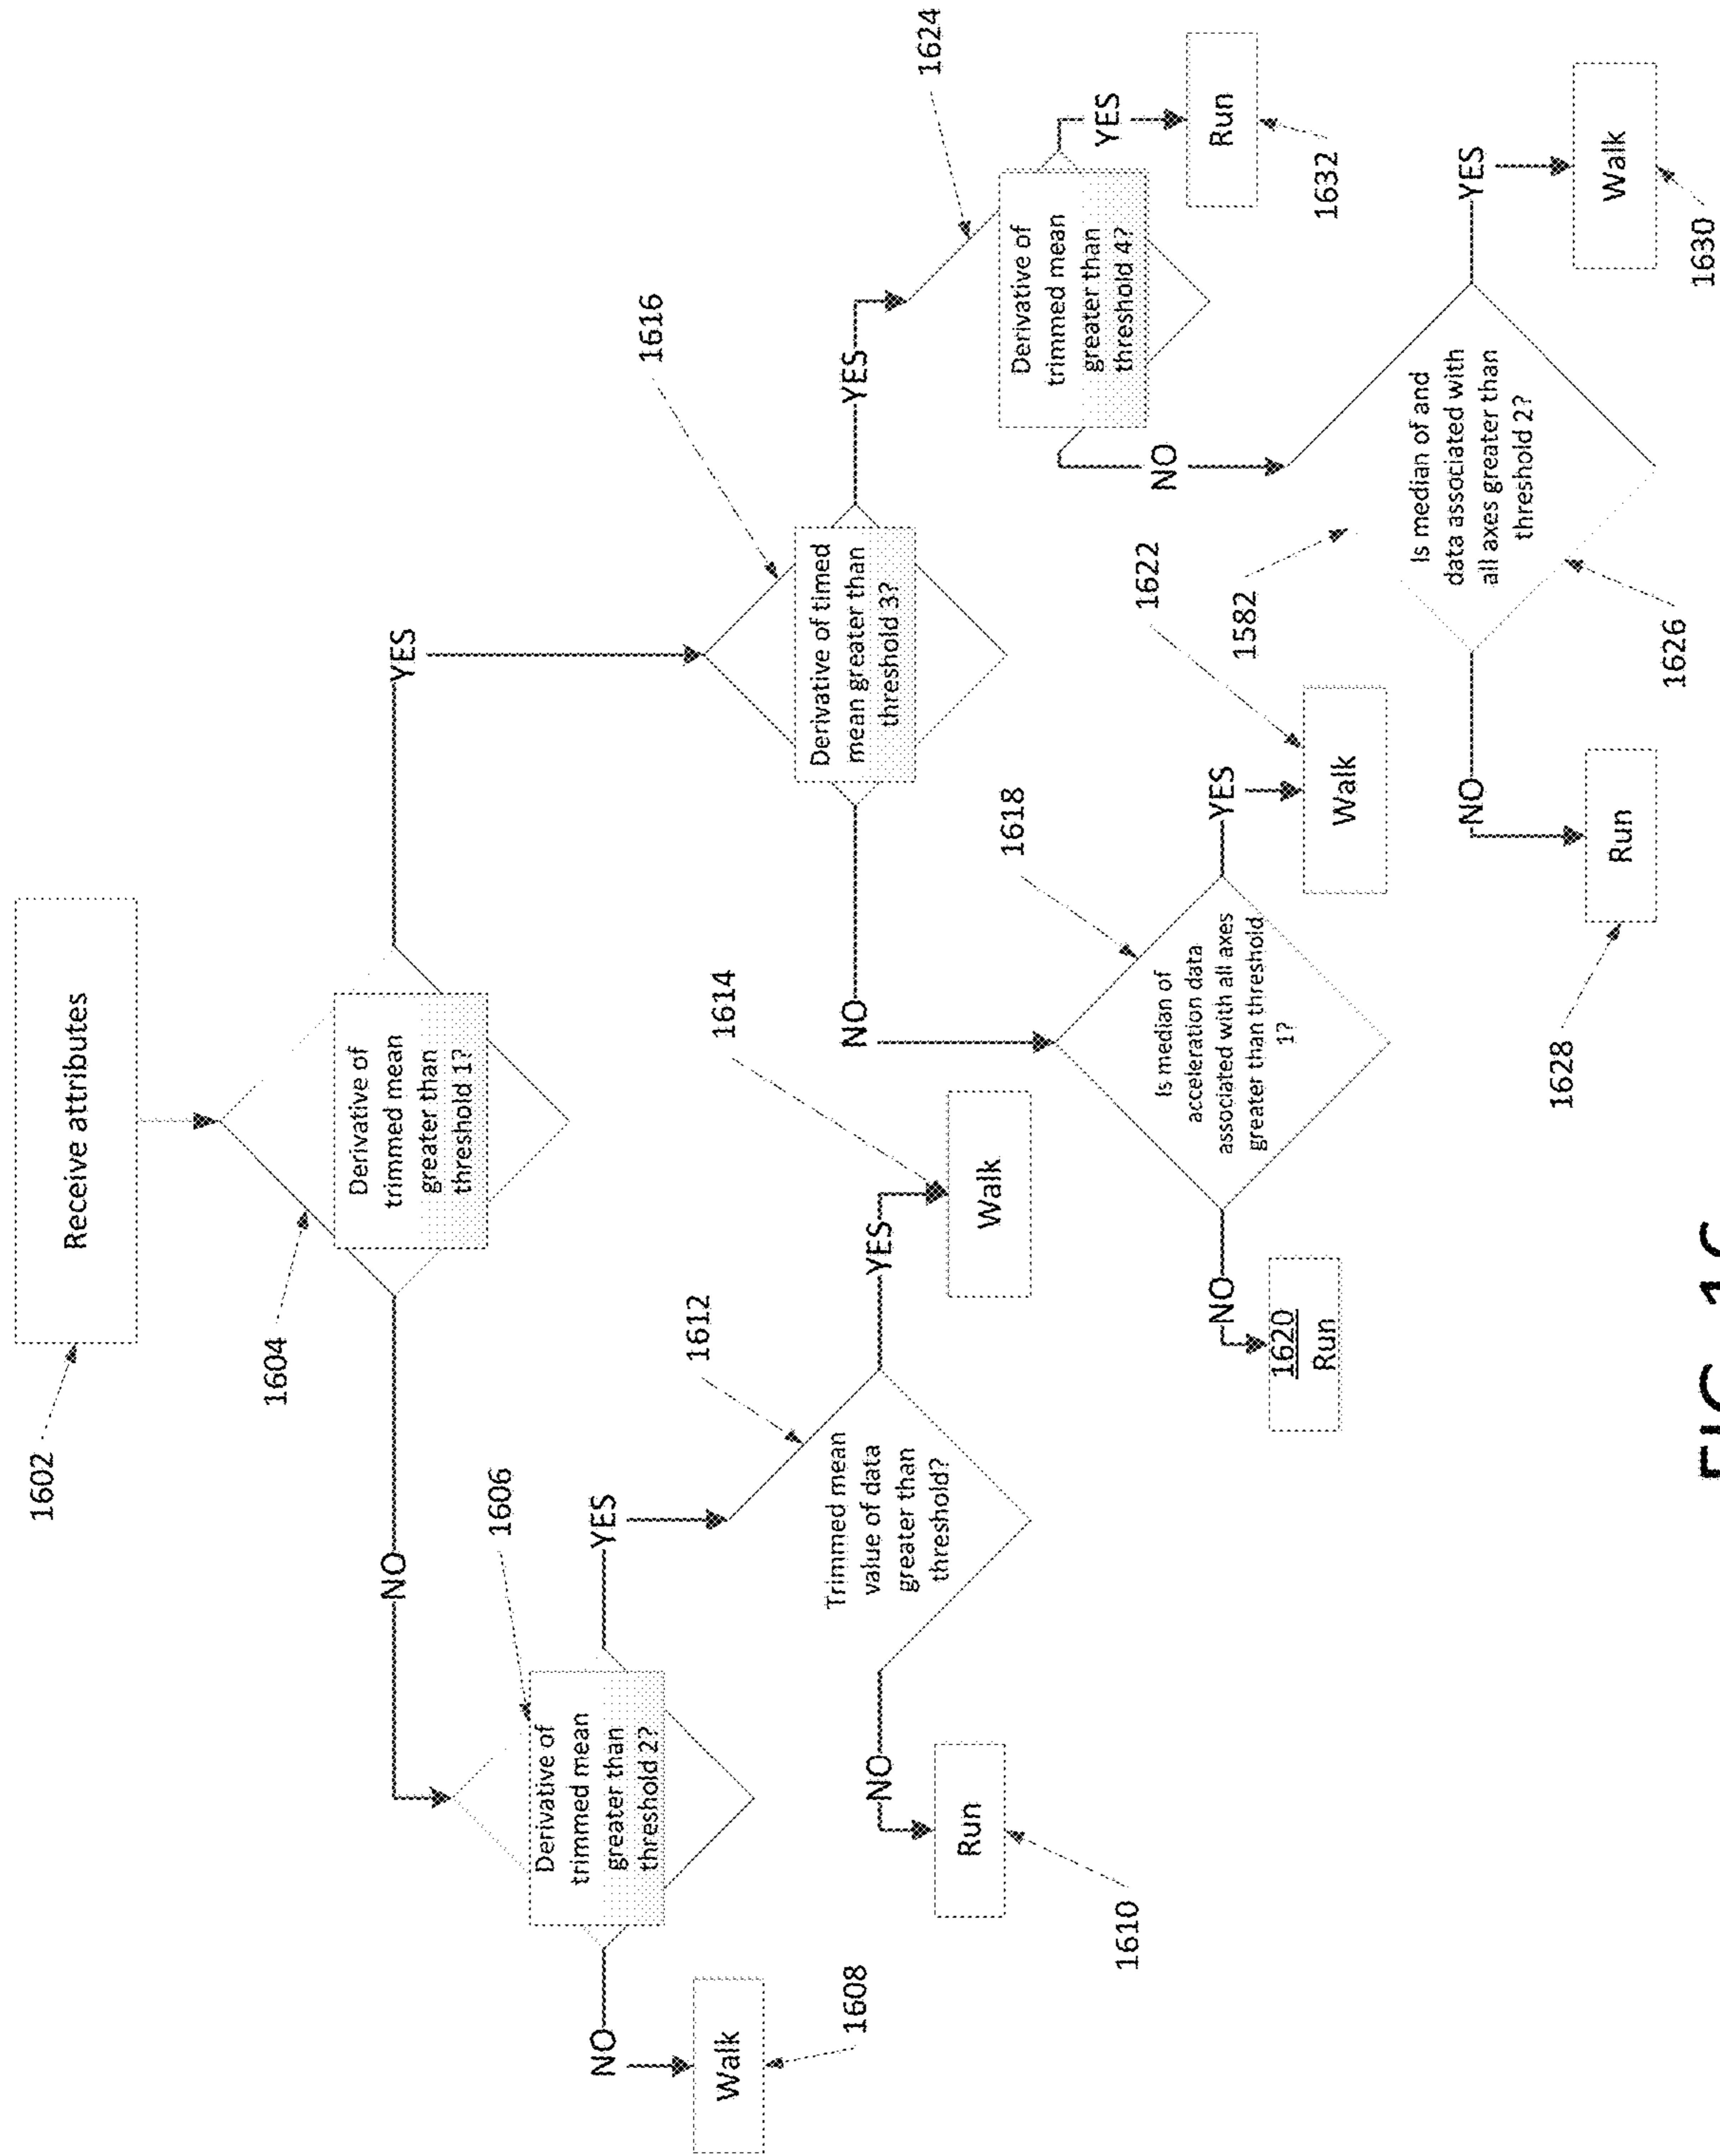 1602
Receive attributes
1604
Derivative of
trimmed mean
greater than
threshold 1?
NO
YES
1606
Derivative of
trimmed mean
greater than
threshold 2?
NO
YES
Walk
1608
1612
Trimmed mean
value of data
greater than
threshold?
NO
YES
Run
1610
1614
Walk
1616
Derivative of timed
mean greater than
threshold 3?
NO
YES
1618
Is median of
acceleration data
associated with all axes
greater than threshold
1?
NO
YES
1620
Run
1622
Walk
1624
Derivative of
trimmed mean
greater than
threshold 4?
NO
YES
Run
1632
1582
Is median of and
data associated with
all axes greater than
threshold 2?
1626
NO
YES
Run
1628
Walk
1630